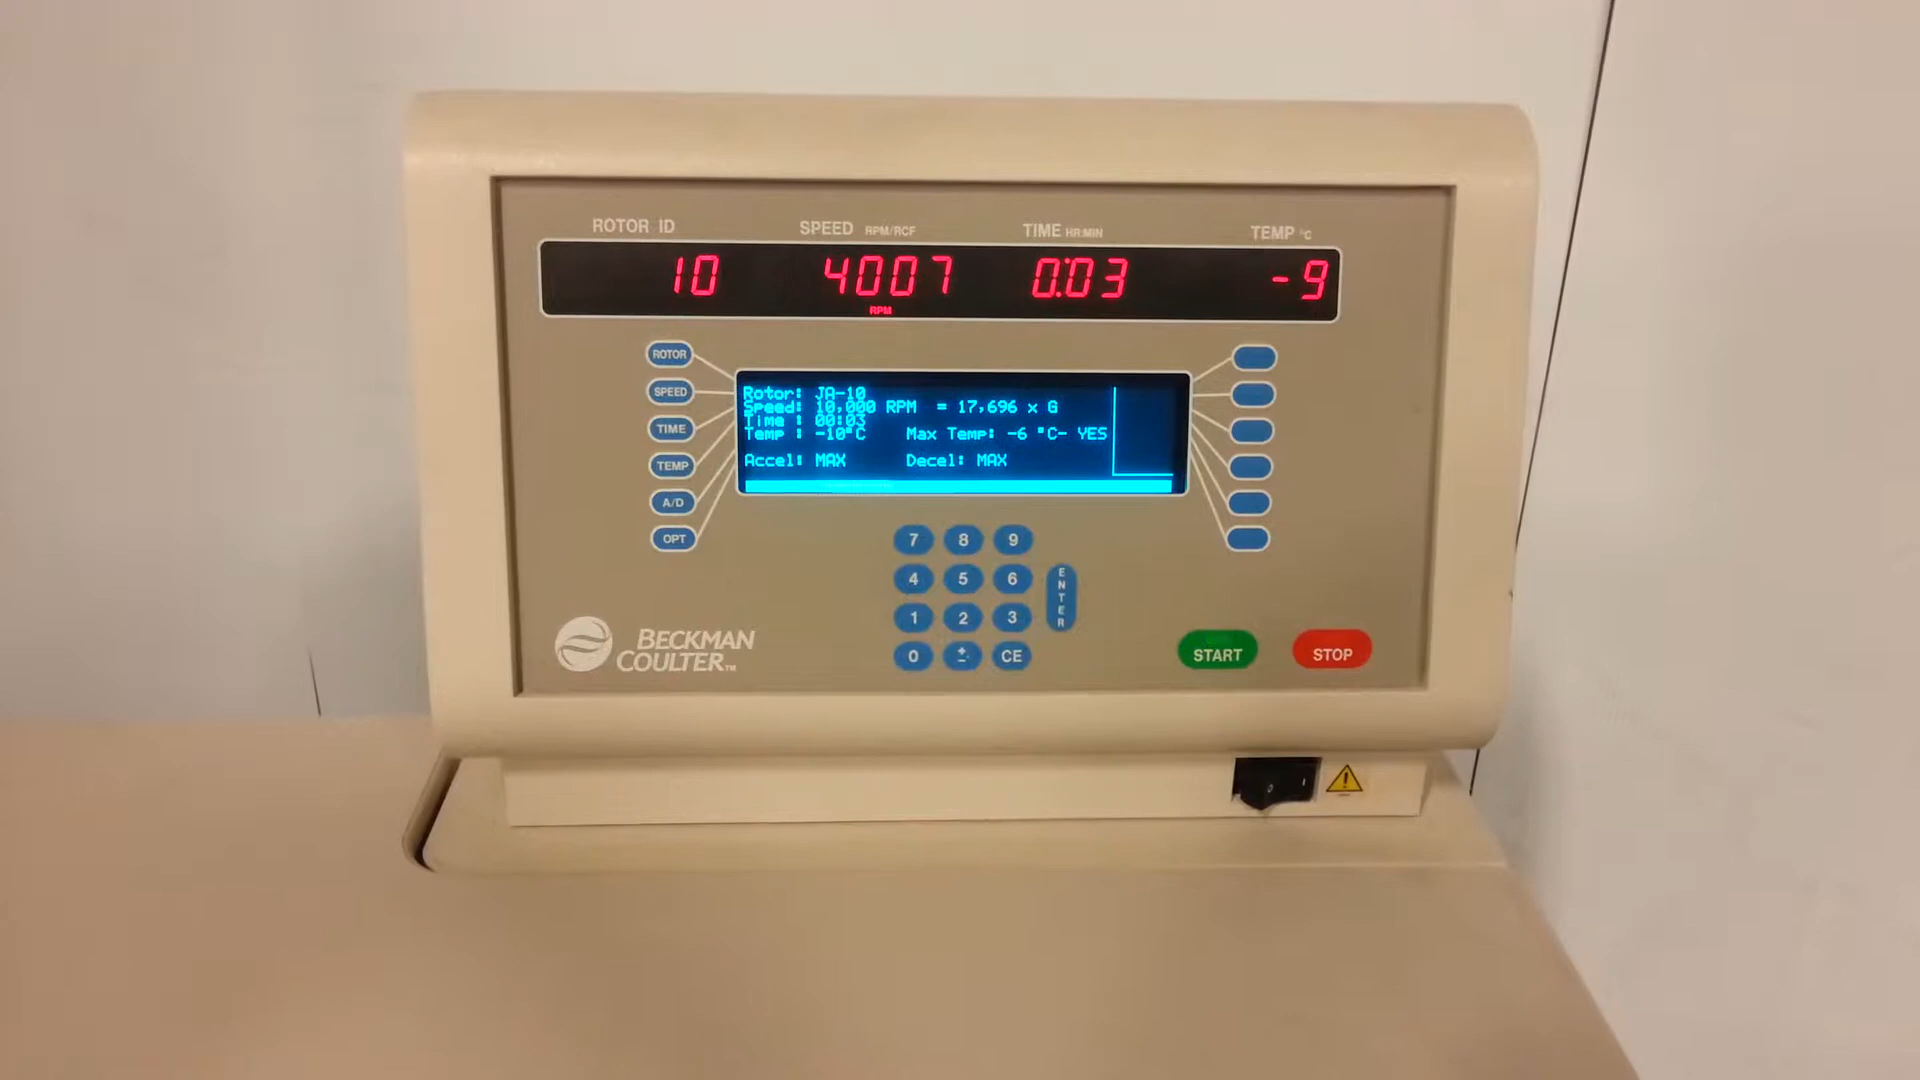 ROTOR ID SPEED RPM/RCF TIME HR:MIN TEMP °C
10 4007 0:03 -9
RPM
ROTOR
SPEED
TIME
TEMP
A/D
OPT
Rotor: JA-10
Speed: 10,000 RPM = 17,696 x G
Time : 00:03
Temp : -10°C Max Temp: -6 °C- YES
Accel: MAX Decel: MAX
7 8 9
4 5 6
1 2 3
0 +/-. CE
ENTER
BECKMAN
COULTER™
START STOP
O I